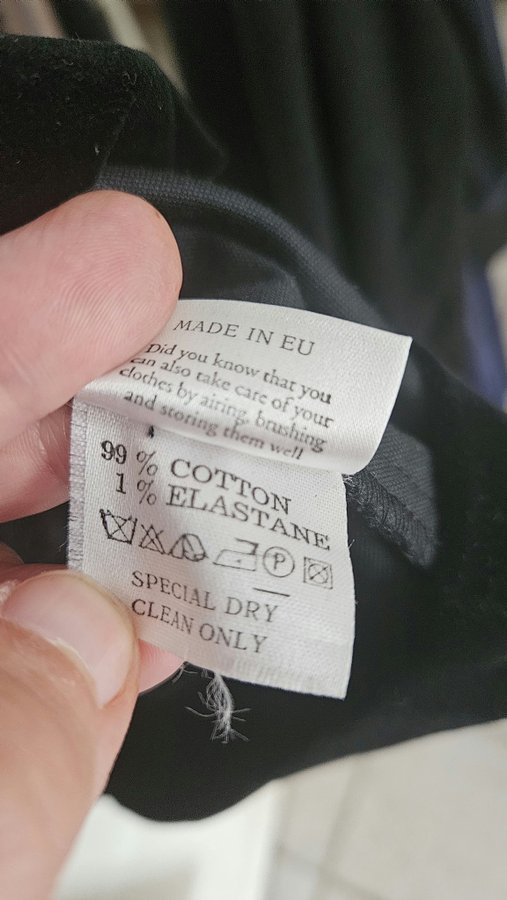 MADE IN EU
Did you know that you
can also take care of your
clothes by airing, brushing
and storing them well
99 % COTTON
1 % ELASTANE
P
SPECIAL DRY
CLEAN ONLY